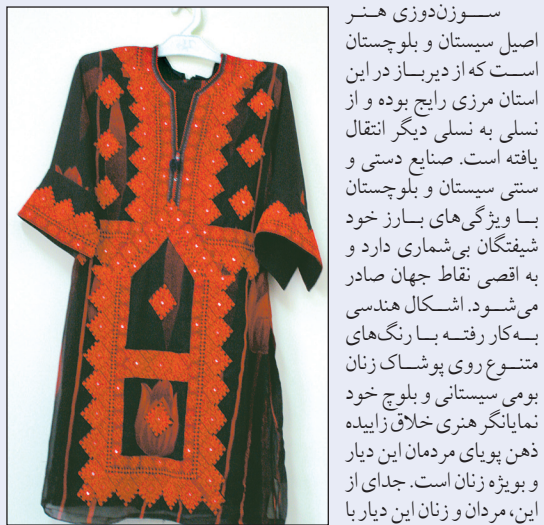 سوزن‌دوزی هنر
اصیل سیستان و بلوچستان
است که از دیرباز در این
استان مرزی رایج بوده و از
نسلی به نسلی دیگر انتقال
یافته است. صنایع دستی و
سنتی سیستان و بلوچستان
با ویژگی‌های بارز خود
شیفتگان بی‌شماری دارد و
به اقصی نقاط جهان صادر
می‌شود. اشکال هندسی
به‌کار رفته با رنگ‌های
متنوع روی پوشاک زنان
بومی سیستانی و بلوچ خود
نمایانگر هنری خلاق زاییده
ذهن پویای مردمان این دیار
و بویژه زنان است. جدای از
این، مردان و زنان این دیار با